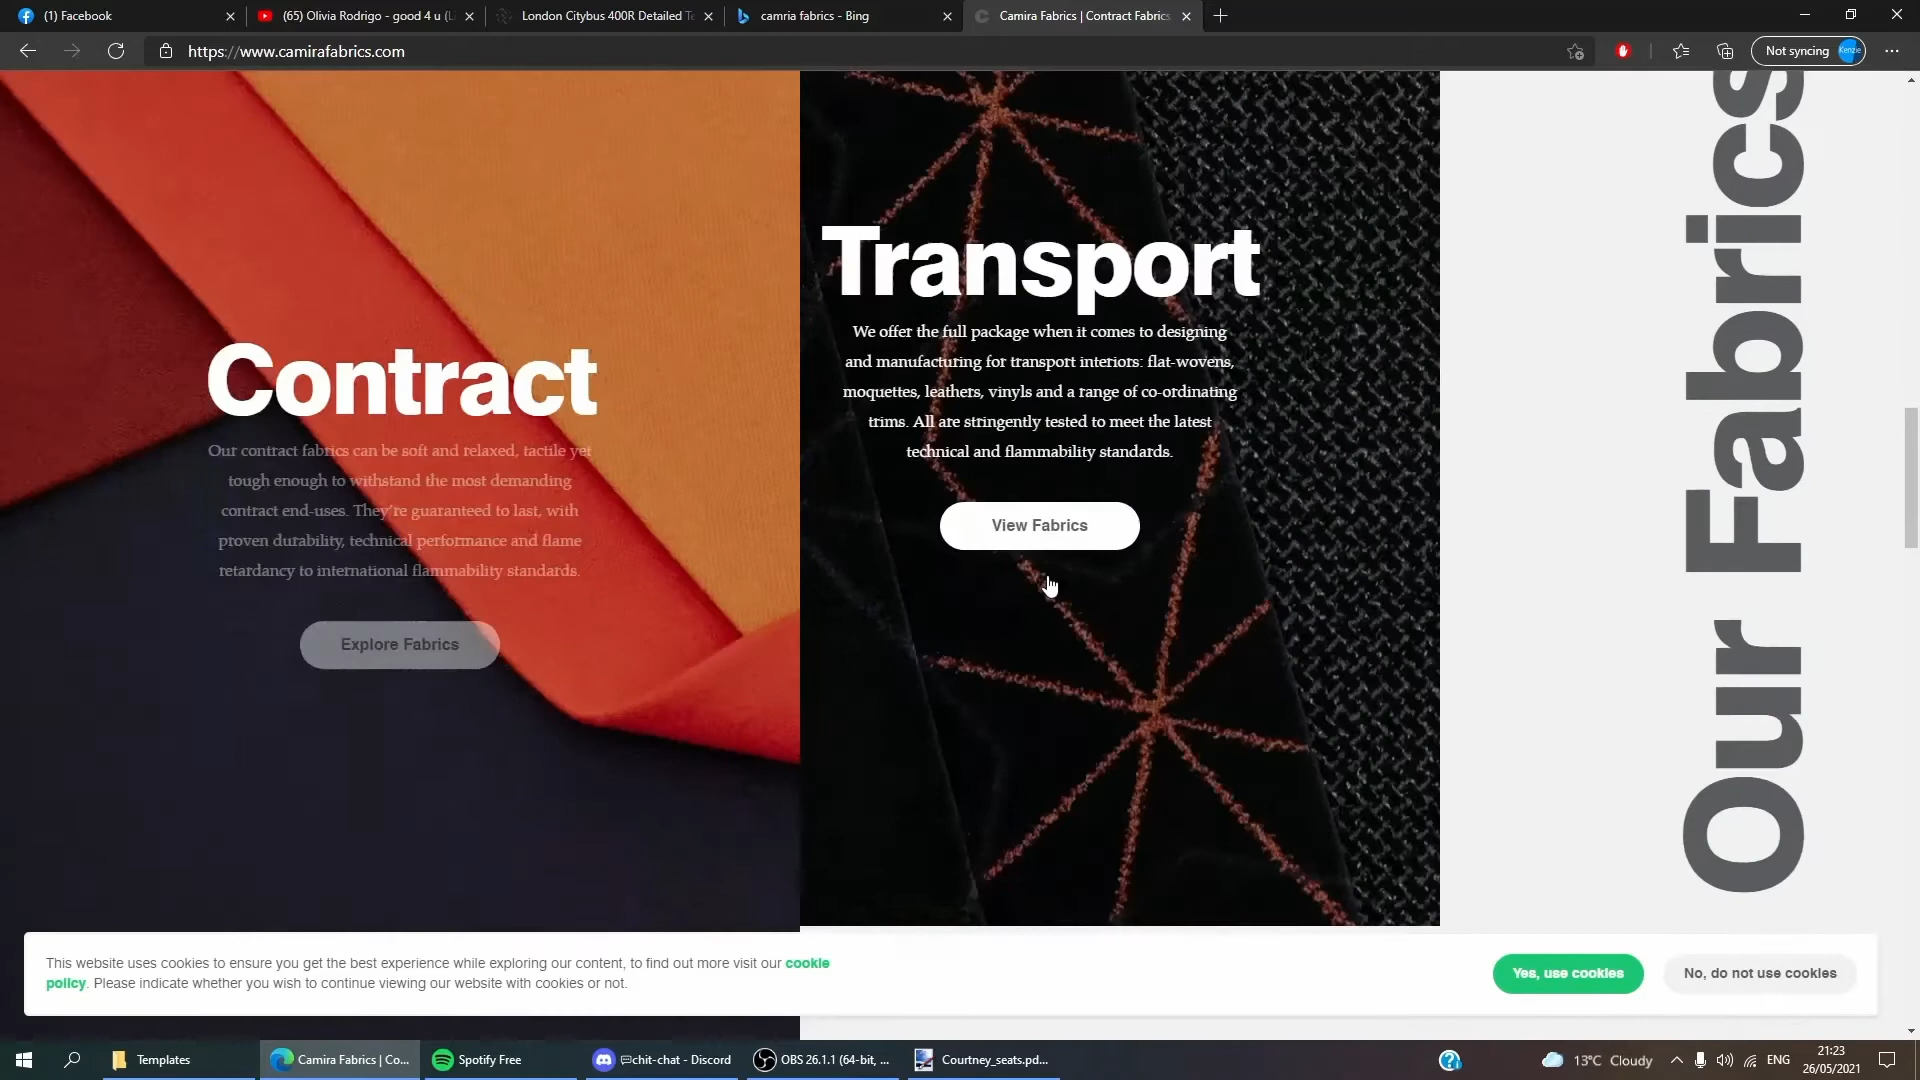 (1) Facebook
(65) Olivia Rodrigo - good 4 u (L
London Citybus 400R Detailed Te
camria fabrics - Bing
Camira Fabrics | Contract Fabrics
https://www.camirafabrics.com
Not syncing
Kenzie
Contract
Our contract fabrics can be soft and relaxed, tactile yet
tough enough to withstand the most demanding
contract end-uses. They're guaranteed to last, with
proven durability, technical performance and flame
retardancy to international flammability standards.
Explore Fabrics
Transport
We offer the full package when it comes to designing
and manufacturing for transport interiors: flat-wovens,
moquettes, leathers, vinyls and a range of co-ordinating
trims. All are stringently tested to meet the latest
technical and flammability standards.
View Fabrics
Our Fabrics
This website uses cookies to ensure you get the best experience while exploring our content, to find out more visit our cookie
policy. Please indicate whether you wish to continue viewing our website with cookies or not.
Yes, use cookies
No, do not use cookies
Templates
Camira Fabrics | Co...
Spotify Free
chit-chat - Discord
OBS 26.1.1 (64-bit, ...
Courtney_seats.pd...
13°C Cloudy
ENG
21:23
26/05/2021